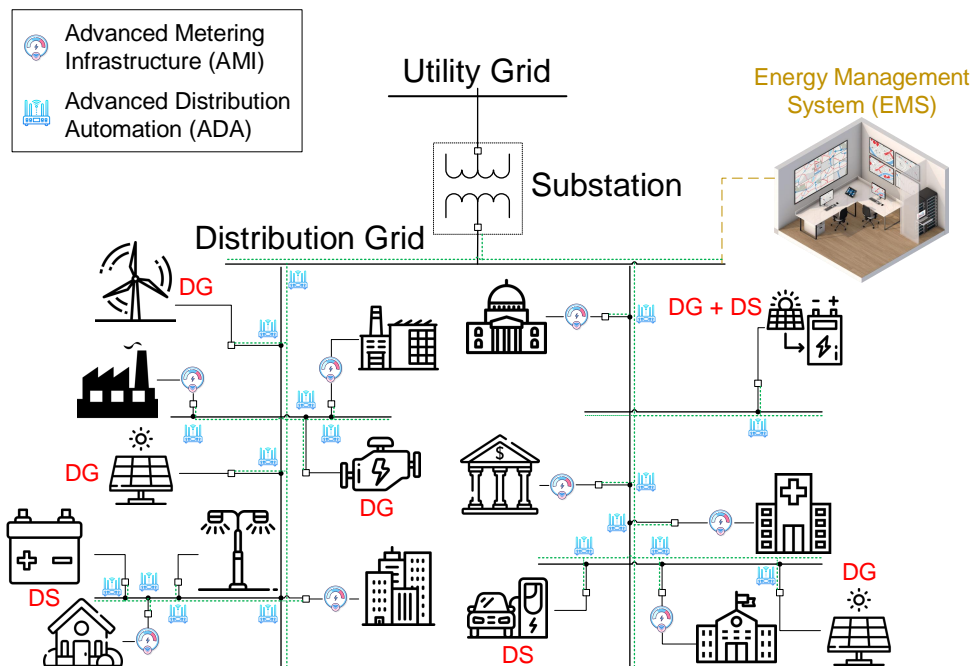 Advanced Metering
Infrastructure (AMI)
Advanced Distribution
Automation (ADA)
Utility Grid
Energy Management
System (EMS)
Substation
Distribution Grid
DG
DG + DS
DG
DG
DS
DS
DG